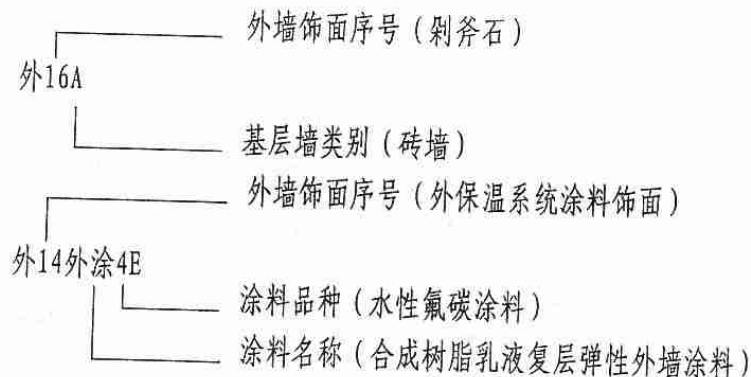 外墙饰面序号（剁斧石）
外16A
基层墙类别（砖墙）
外墙饰面序号（外保温系统涂料饰面）
外14外涂4E
涂料品种（水性氟碳涂料）
涂料名称（合成树脂乳液复层弹性外墙涂料）